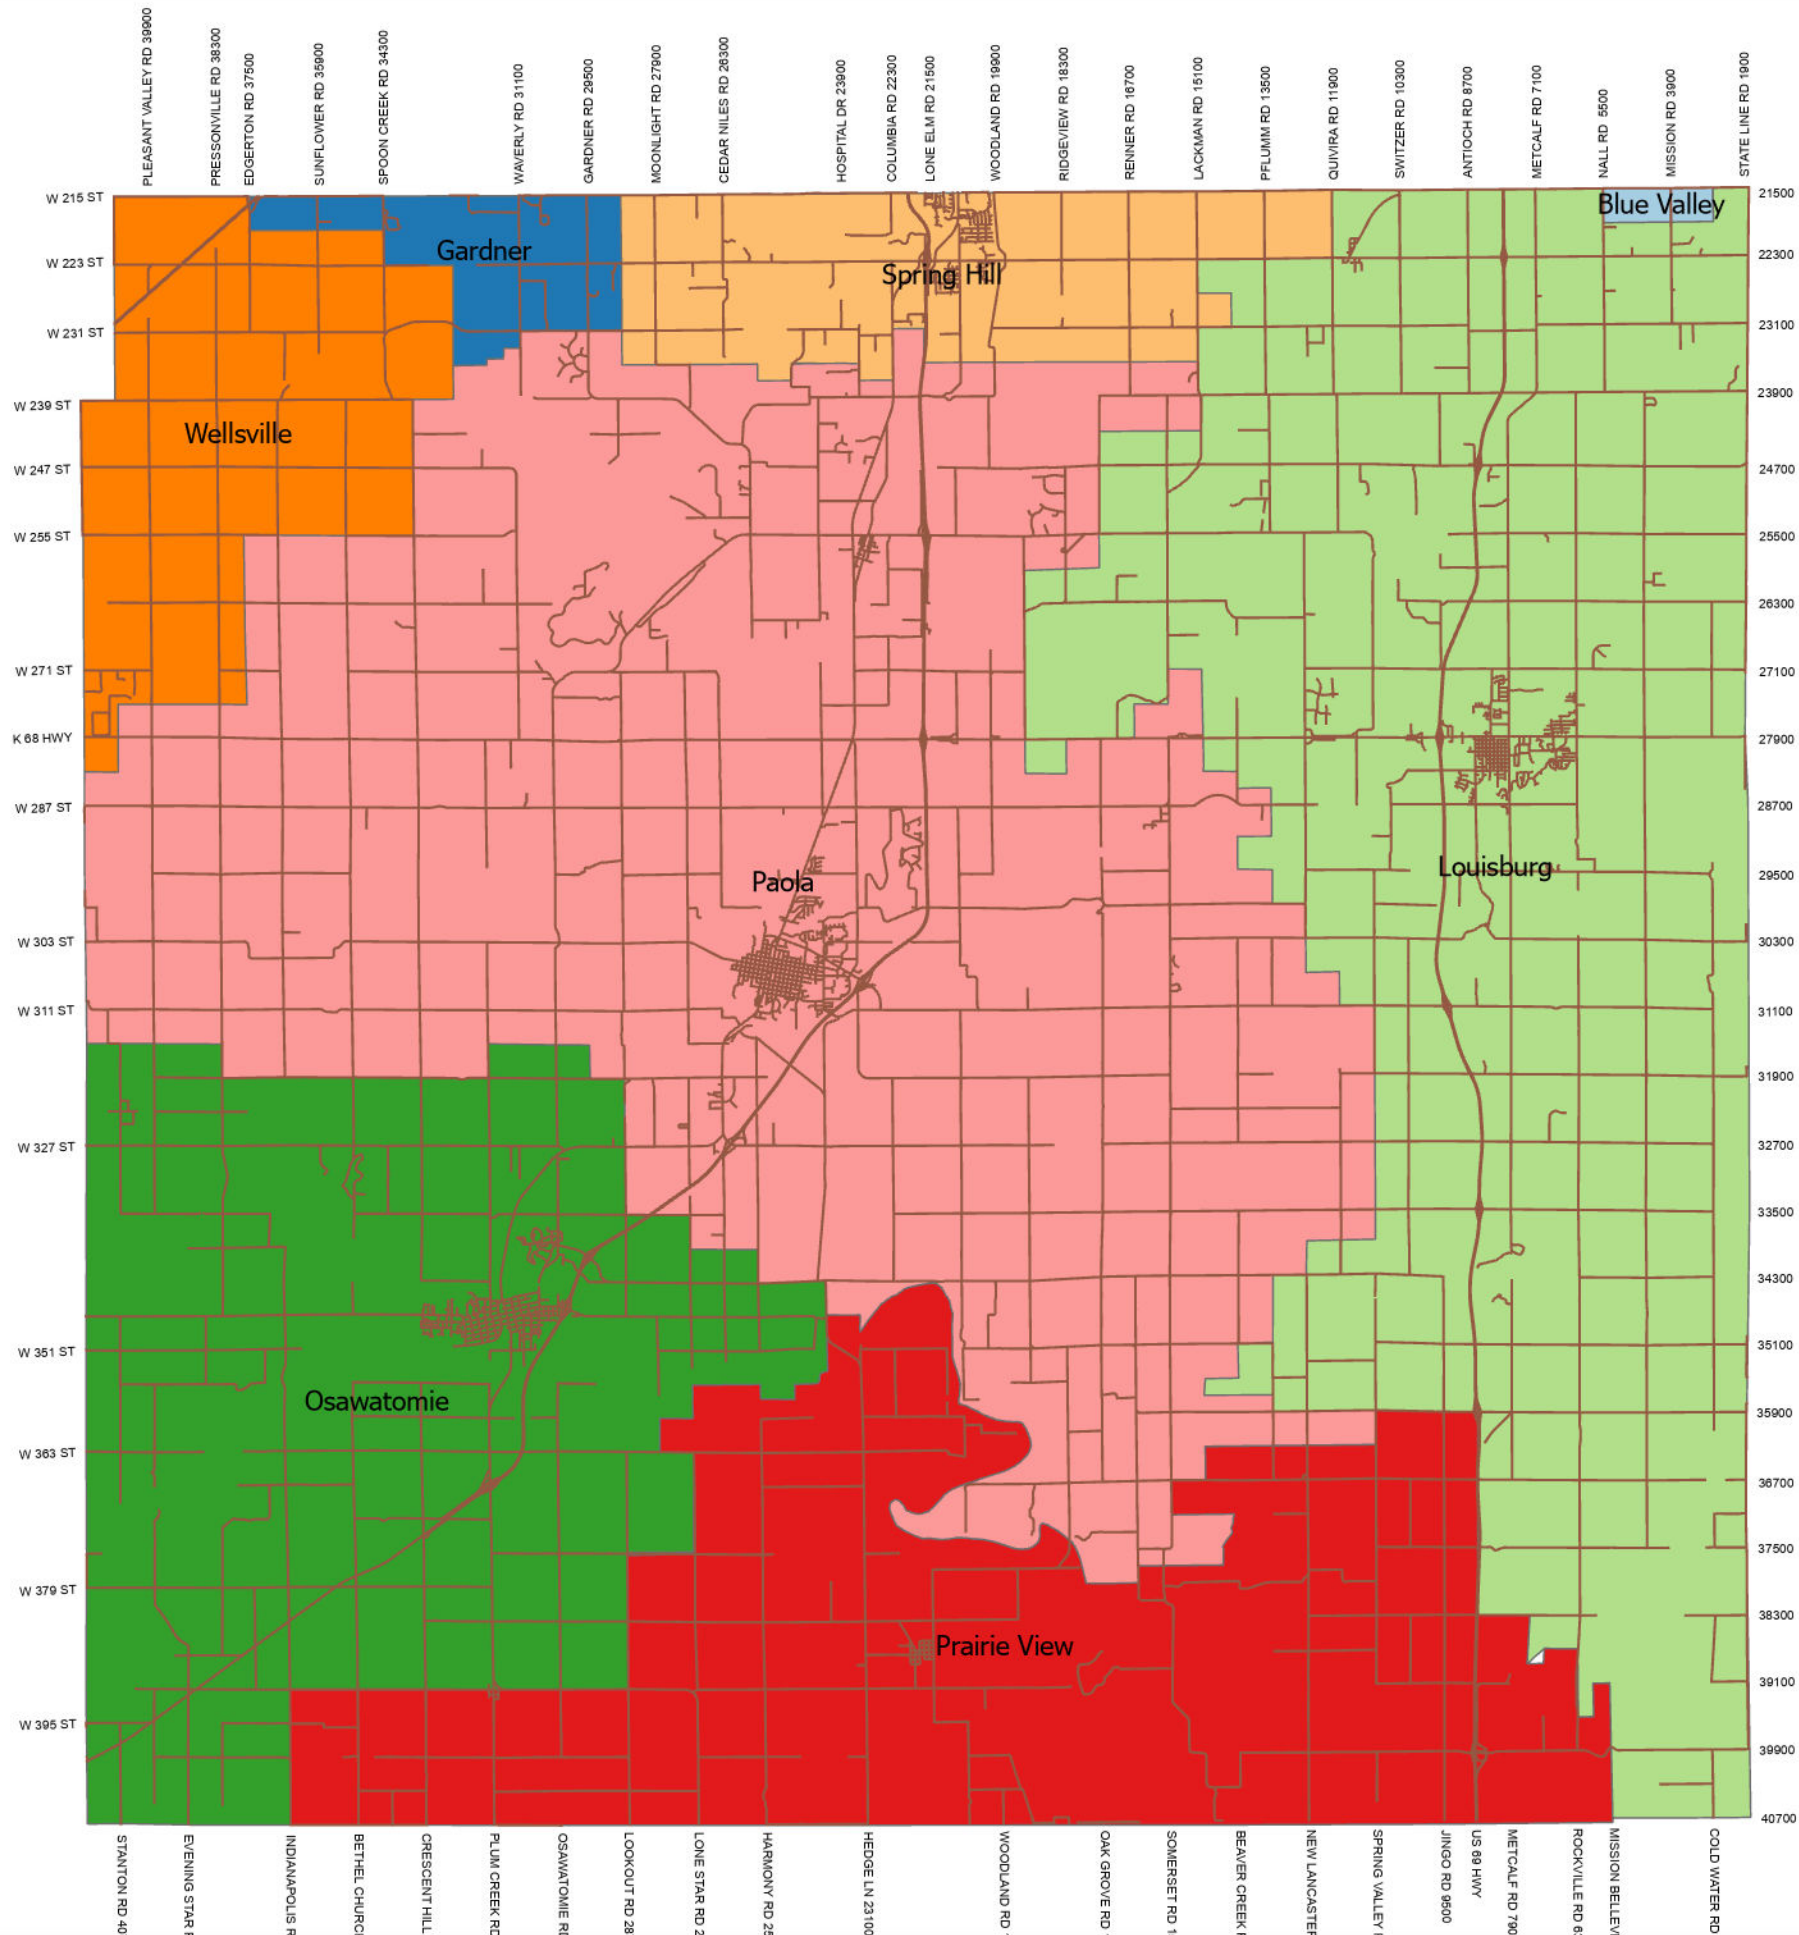 PLEASANT VALLEY RD 39900
PRESSONVILLE RD 38300
EDGERTON RD 37500
SUNFLOWER RD 35900
SPOON CREEK RD 34300
WAVERLY RD 31100
GARDNER RD 29500
MOONLIGHT RD 27900
CEDAR NILES RD 26300
HOSPITAL DR 23900
COLUMBIA RD 22300
LONE ELM RD 21500
WOODLAND RD 19900
RIDGEVIEW RD 18300
RENNER RD 16700
LACKMAN RD 15100
PFLUMM RD 13500
QUIVIRA RD 11900
SWITZER RD 10300
ANTIOCH RD 8700
METCALF RD 7100
NALL RD 5500
MISSION RD 3900
STATE LINE RD 1900
W 215 ST
21500
Blue Valley
Gardner
W 223 ST
22300
Spring Hill
W 231 ST
23100
23900
W 239 ST
Wellsville
W 247 ST
24700
W 255 ST
25500
26300
W 271 ST
27100
K 68 HWY
27900
W 287 ST
28700
Louisburg
29500
Paola
W 303 ST
30300
W 311 ST
31100
31900
W 327 ST
32700
33500
34300
35100
W 351 ST
Osawatomie
35900
W 363 ST
36700
37500
W 379 ST
38300
Prairie View
39100
W 395 ST
39900
40700
STANTON RD 40
EVENING STAR
INDIANAPOLIS
BETHEL CHURC
CRESCENT HILL
PLUM CREEK RD
OSAWATOMIE R
LOOKOUT RD 28
LONE STAR RD 2
HARMONY RD 25
HEDGE LN 23100
WOODLAND RD
OAK GROVE RD
SOMERSET RD 1
BEAVER CREEK
NEW LANCASTER
SPRING VALLEY
JINGO RD 9500
US 69 HWY
METCALF RD 790
ROCKVILLE RD 6
MISSION BELLEV
COLD WATER RD